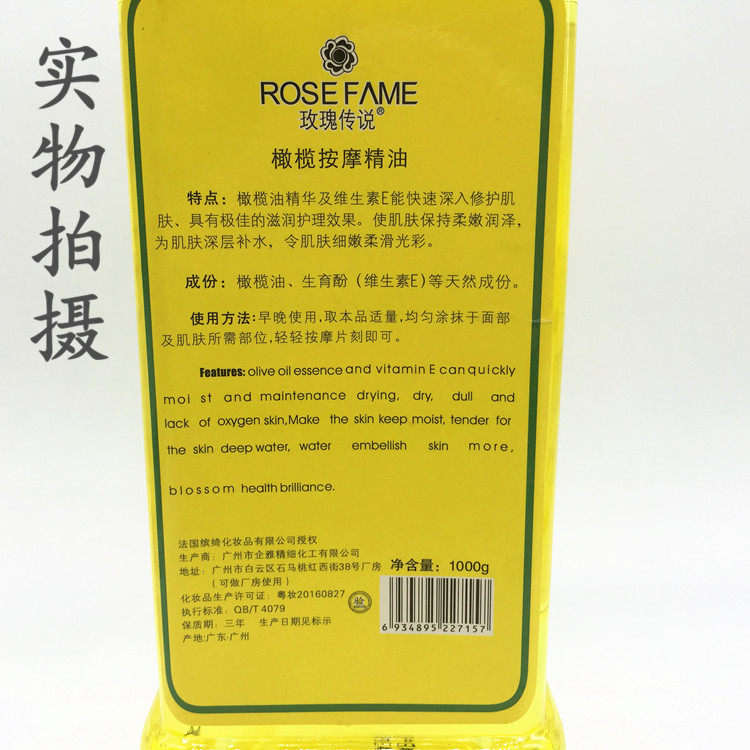 实物拍摄
ROSE FAME
玫瑰传说®
橄榄按摩精油
特点：橄榄油精华及维生素E能快速深入修护肌
肤、具有极佳的滋润护理效果。使肌肤保持柔嫩润泽，
为肌肤深层补水，令肌肤细嫩柔滑光彩。
成份：橄榄油、生育酚（维生素E）等天然成份。
使用方法：早晚使用，取本品适量，均匀涂抹于面部
及肌肤所需部位，轻轻按摩片刻即可。
Features: olive oil essence and vitamin E can quickly
moi st and maintenance drying, dry, dull and
lack of oxygen skin,Make the skin keep moist, tender for
the skin deep water, water embellish skin more,
blossom health brilliance.
法国缤绮化妆品有限公司授权
生产商：广州市企雅精细化工有限公司
地址：广州市白云区石马桃红西街38号厂房
（可做厂房使用）
化妆品生产许可证：粤妆20160827
执行标准：QB/T 4079
保质期：三年 生产日期见标示
产地:广东·广州
验
净含量：1000g
6 934895 227157